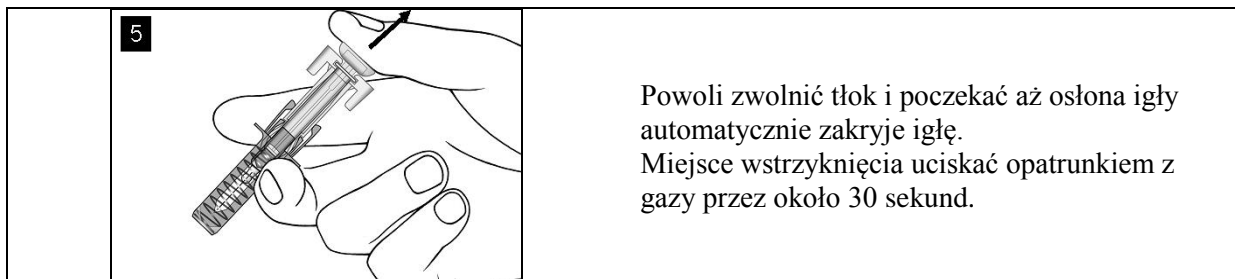 5
Powoli zwolnić tłok i poczekać aż osłona igły
automatycznie zakryje igłę.
Miejsce wstrzyknięcia uciskać opatrunkiem z
gazy przez około 30 sekund.